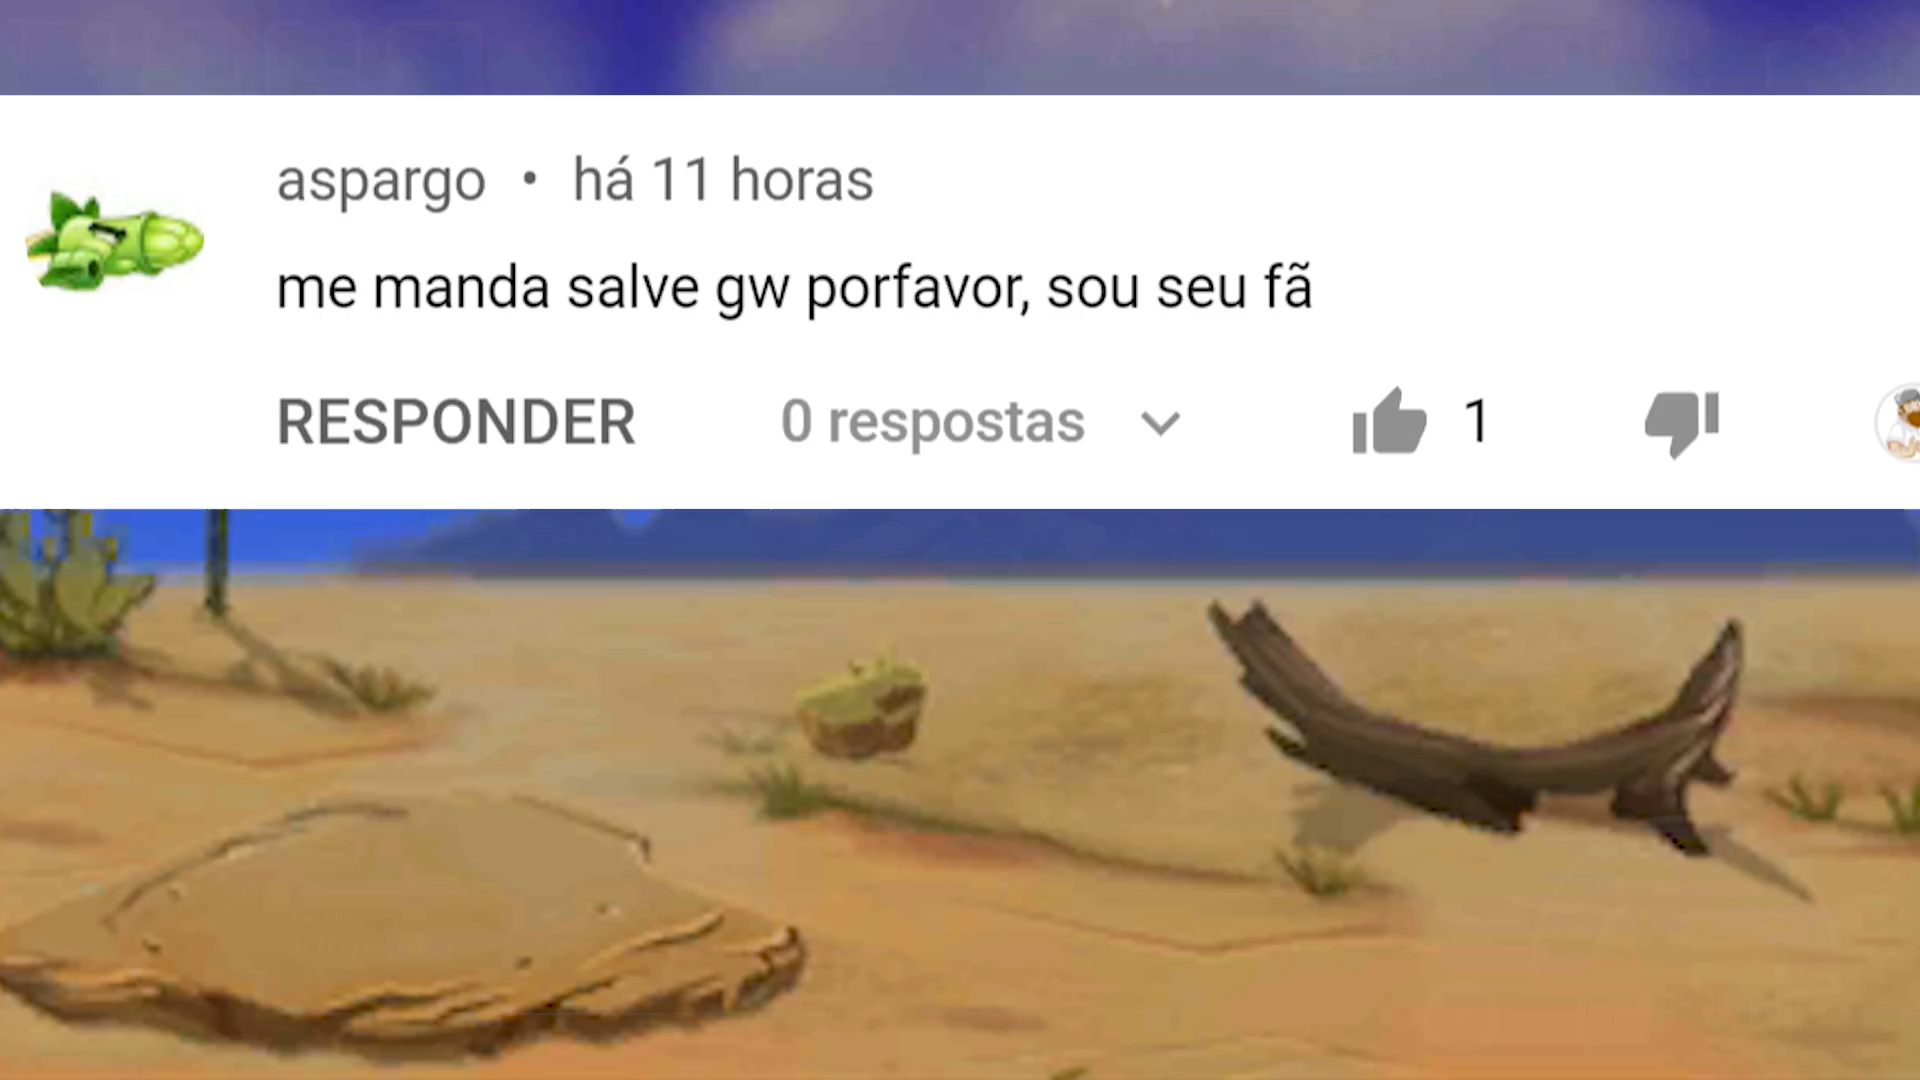 aspargo • há 11 horas
me manda salve gw porfavor, sou seu fã
RESPONDER 0 respostas 1